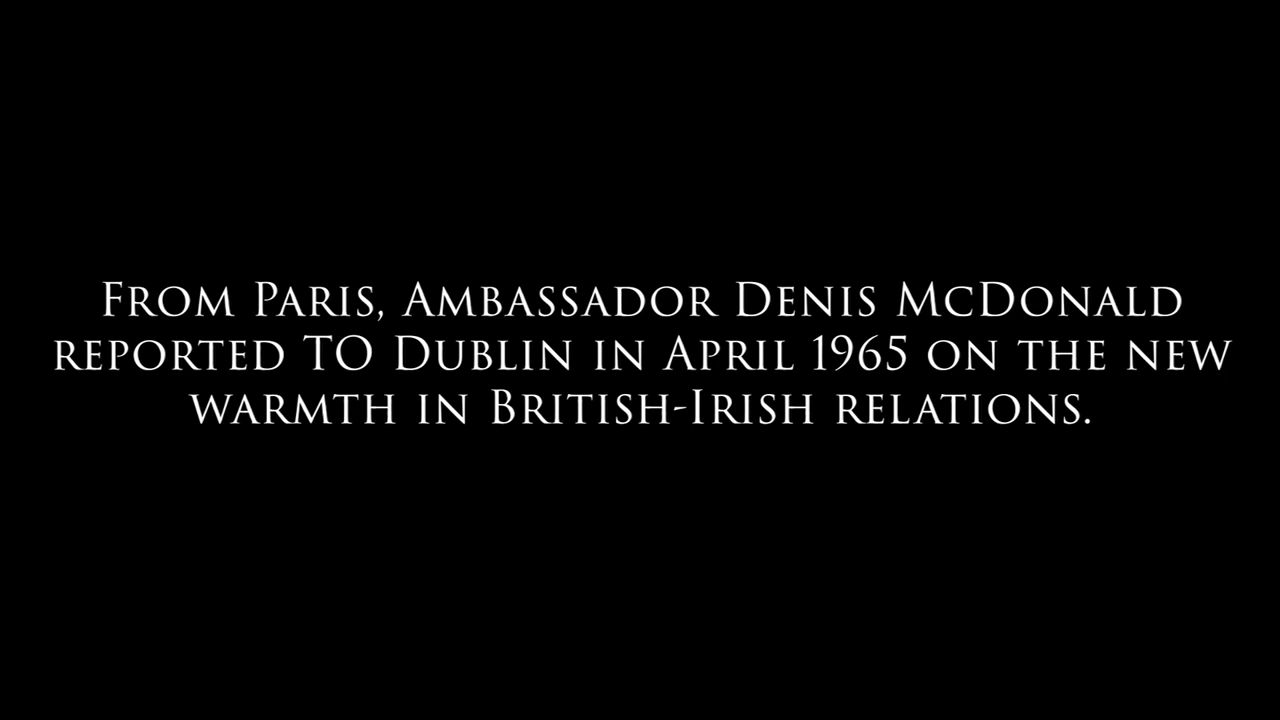 From Paris, Ambassador Denis McDonald
reported TO Dublin in April 1965 on the new
warmth in British-Irish relations.